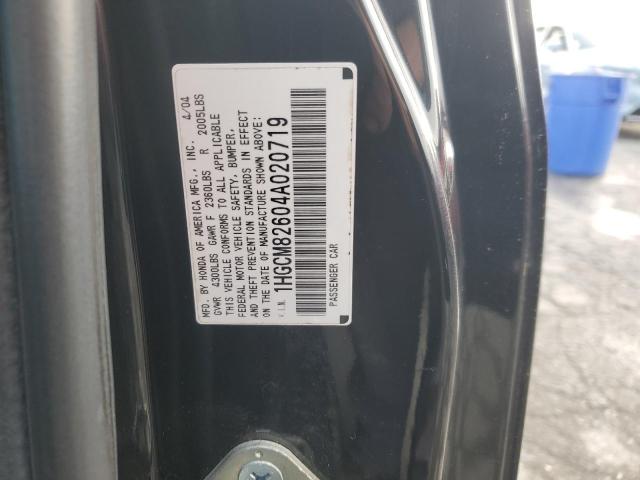 MFD. BY HONDA OF AMERICA MFG., INC. 4/04
GVWR 4300LBS GAWR F 2360LBS R 2005LBS
THIS VEHICLE CONFORMS TO ALL APPLICABLE
FEDERAL MOTOR VEHICLE SAFETY, BUMPER,
AND THEFT PREVENTION STANDARDS IN EFFECT
ON THE DATE OF MANUFACTURE SHOWN ABOVE.
V.I.N. 1HGCM82604A020719
PASSENGER CAR